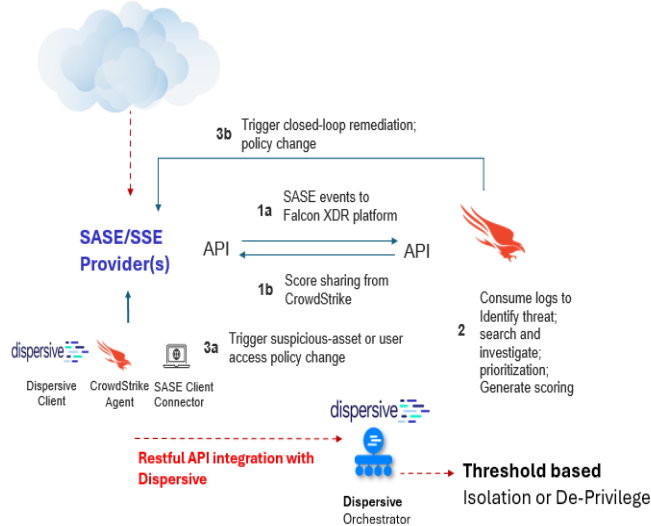 3b
Trigger closed-loop remediation;
policy change
1a
SASE events to
Falcon XDR platform
SASE/SSE
Provider(s)
API
API
1b
Score sharing from
CrowdStrike
2
Consume logs to
Identify threat;
search and
investigate;
prioritization;
Generate scoring
3a
Trigger suspicious-asset or user
access policy change
dispersive
Dispersive
Client
CrowdStrike
Agent
SASE Client
Connector
dispersive
Restful API integration with
Dispersive
Threshold based
Isolation or De-Privilege
Dispersive
Orchestrator